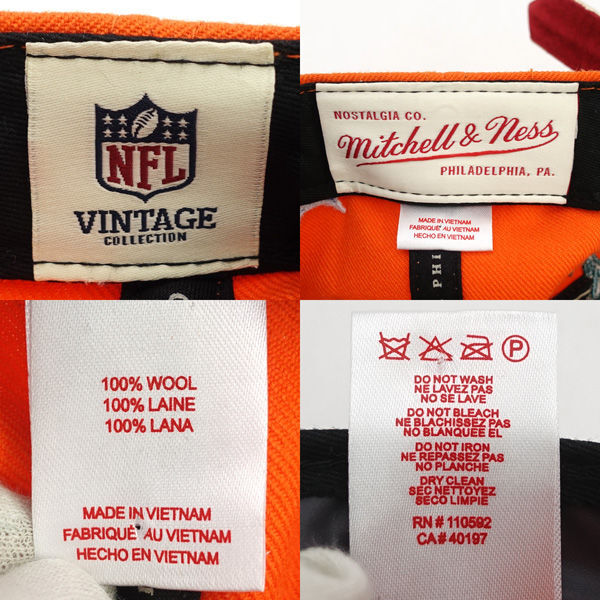 NFL
VINTAGE
COLLECTION
NOSTALGIA CO.
Mitchell & Ness
PHILADELPHIA, PA.
MADE IN VIETNAM
FABRIQUÉ AU VIETNAM
HECHO EN VIETNAM
PHI
100% WOOL
100% LAINE
100% LANA
MADE IN VIETNAM
FABRIQUÉ AU VIETNAM
HECHO EN VIETNAM
P
DO NOT WASH
NE LAVEZ PAS
NO SE LAVE
DO NOT BLEACH
NE BLACHISSEZ PAS
NO BLANQUEE EL
DO NOT IRON
NE REPASSEZ PAS
NO PLANCHE
DRY CLEAN
SEC NETTOYEZ
SECO LIMPIE
RN # 110592
CA# 40197